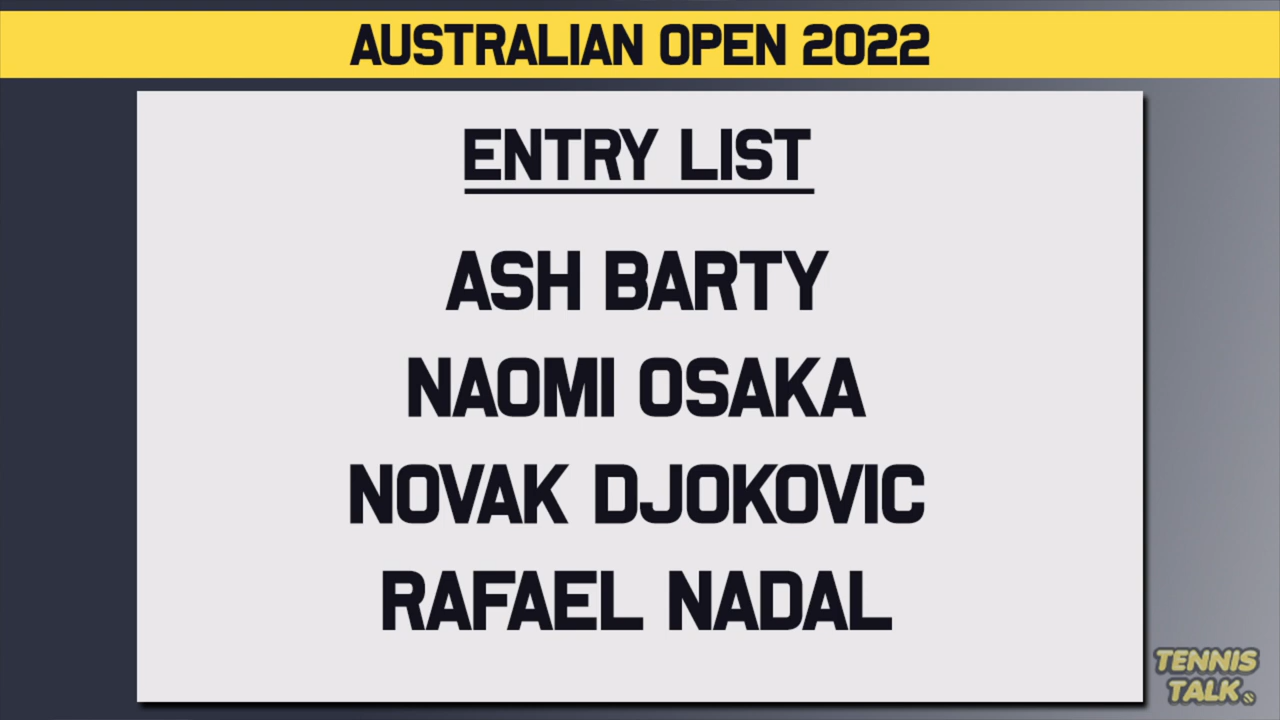 AUSTRALIAN OPEN 2022
ENTRY LIST
ASH BARTY
NAOMI OSAKA
NOVAK DJOKOVIC
RAFAEL NADAL
TENNIS
TALK